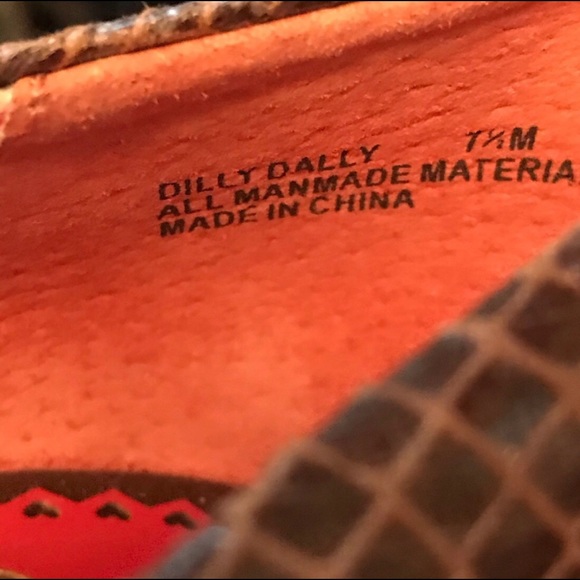 DILLY DALLY 7½M
ALL MANMADE MATERIA
MADE IN CHINA